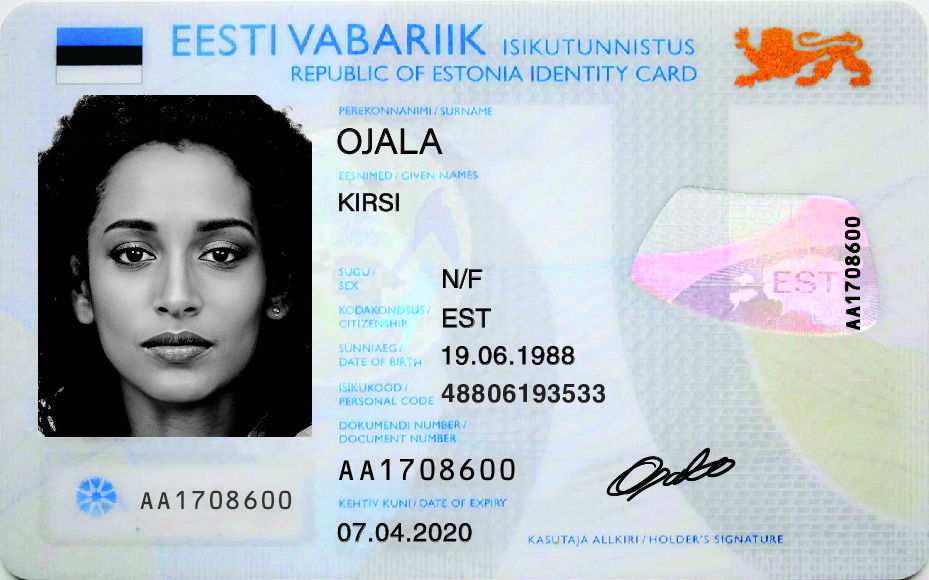 EESTI VABARIIK ISIKUTUNNISTUS
REPUBLIC OF ESTONIA IDENTITY CARD
PEREKONNANIMI / SURNAME
OJALA
EESNIMED / GIVEN NAMES
KIRSI
SUGU /
SEX
N/F
KODAKONDSUS /
CITIZENSHIP
EST
SÜNNIAEG /
DATE OF BIRTH
19.06.1988
ISIKUKOOD /
PERSONAL CODE
48806193533
DOKUMENDI NUMBER /
DOCUMENT NUMBER
AA1708600
KEHTIV KUNI / DATE OF EXPIRY
07.04.2020
AA1708600
EST
AA1708600
KASUTAJA ALLKIRI / HOLDER'S SIGNATURE